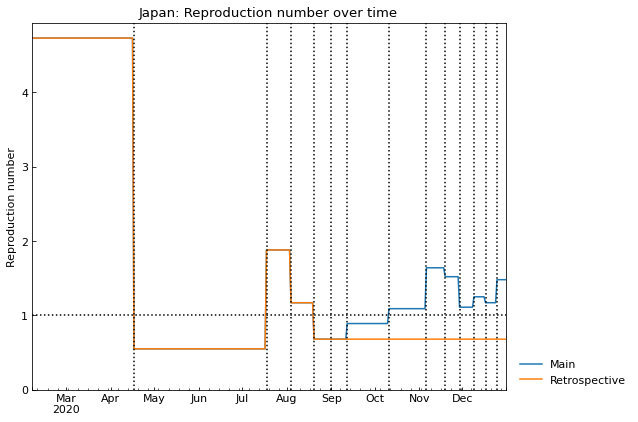 Japan: Reproduction number over time
Reproduction number
4
3
2
1
0
Mar Apr May Jun Jul Aug Sep Oct Nov Dec
2020
Main
Retrospective